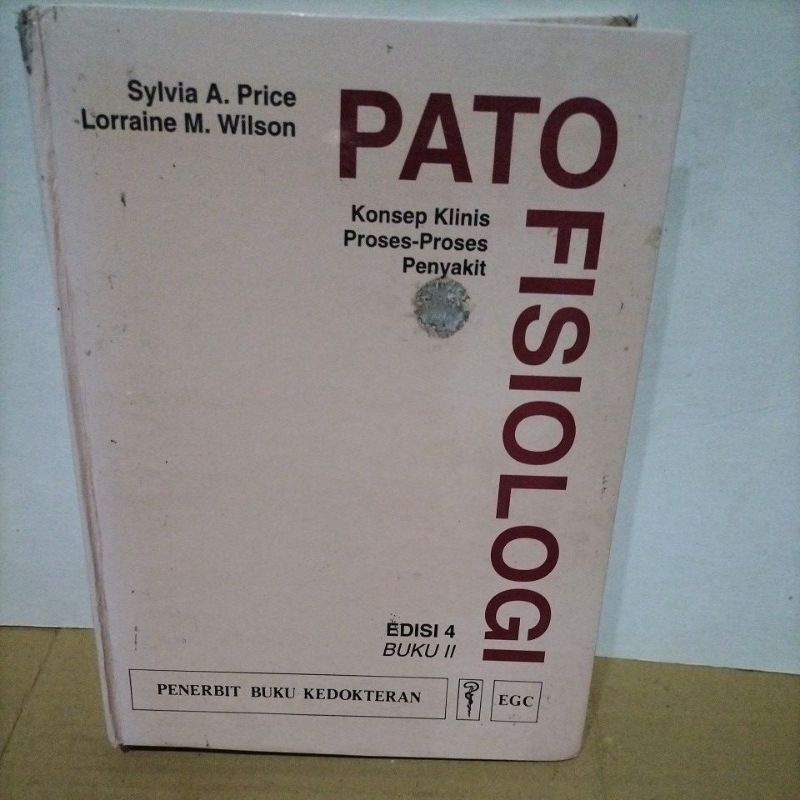 Sylvia A. Price
Lorraine M. Wilson
PATO
FISIOLOGI
Konsep Klinis
Proses-Proses
Penyakit
EDISI 4
BUKU II
PENERBIT BUKU KEDOKTERAN
EGC